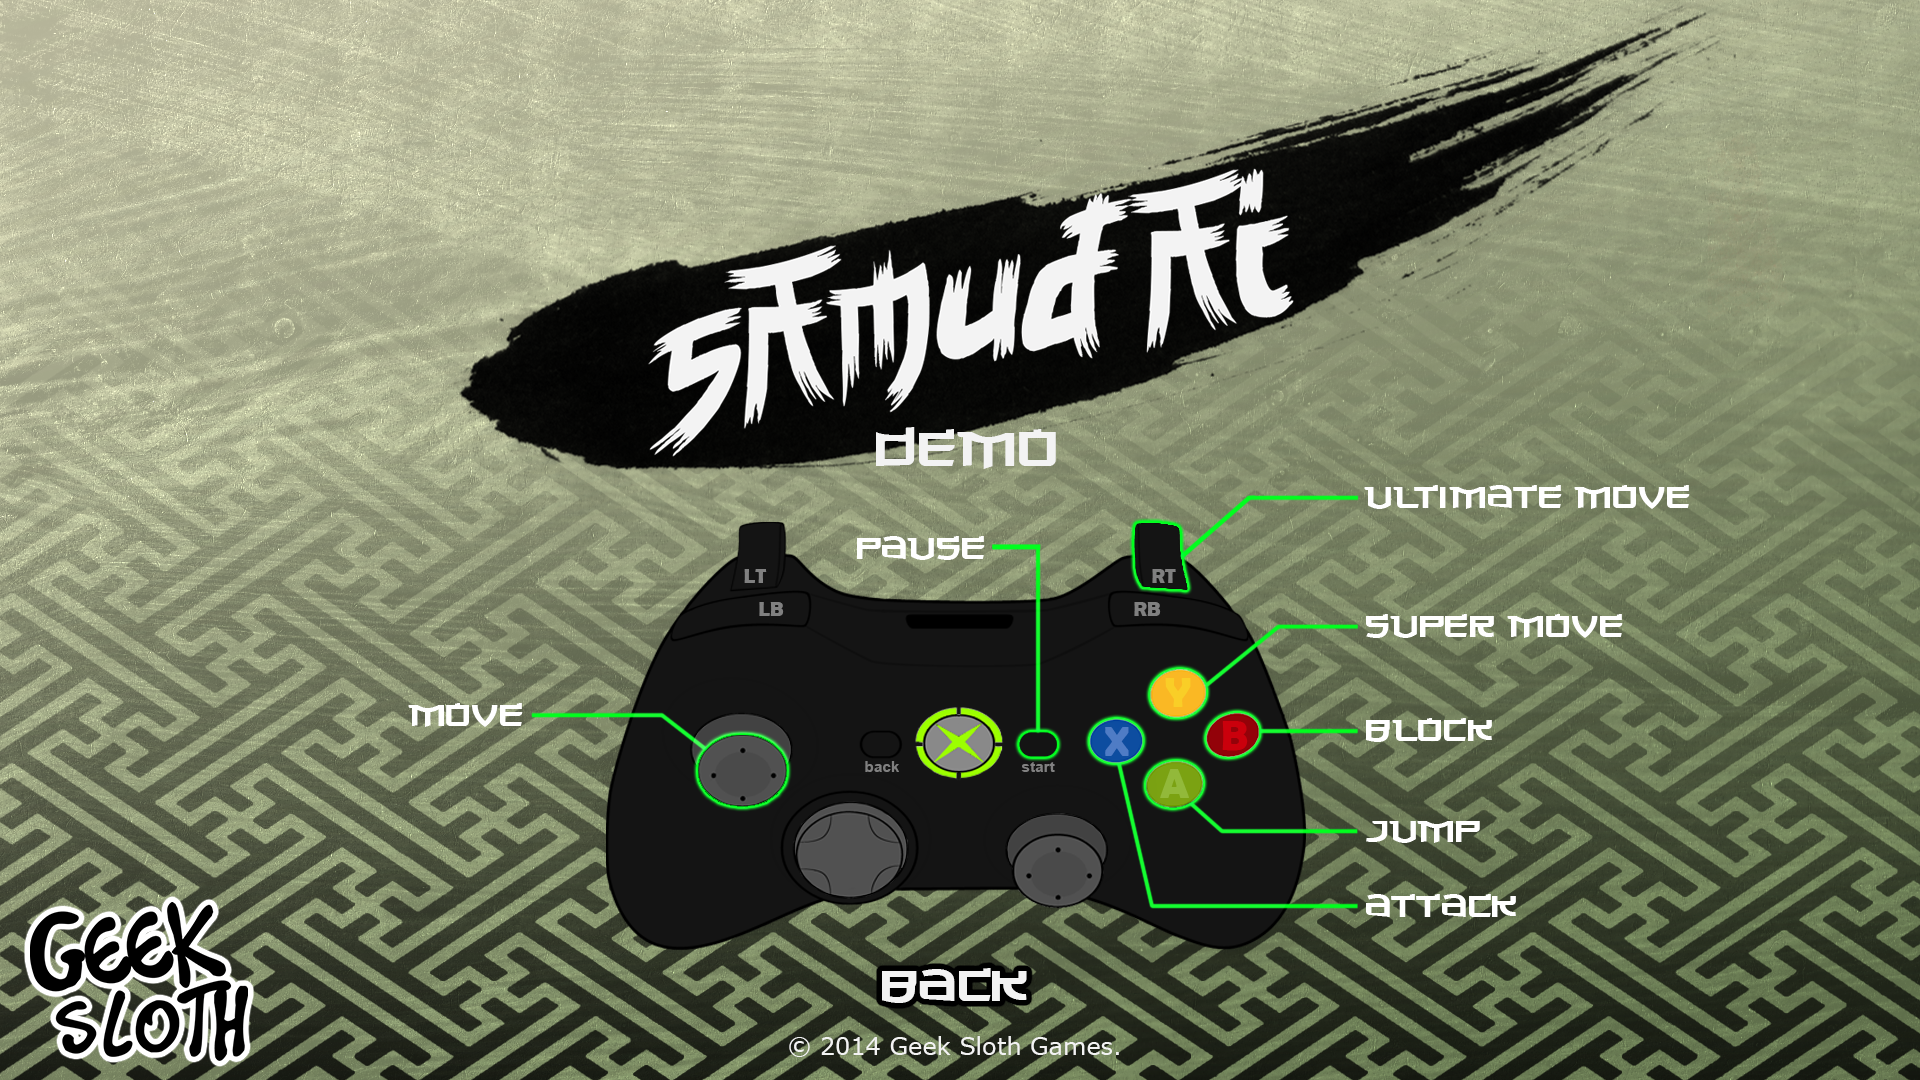 SAMUDAI
DEMO
ULTIMATE MOVE
PAUSE
LT
RT
LB
RB
SUPER MOVE
Y
MOVE
BLOCK
X
B
back
start
A
JUMP
ATTACK
GEEK
SLOTH
BACK
© 2014 Geek Sloth Games.